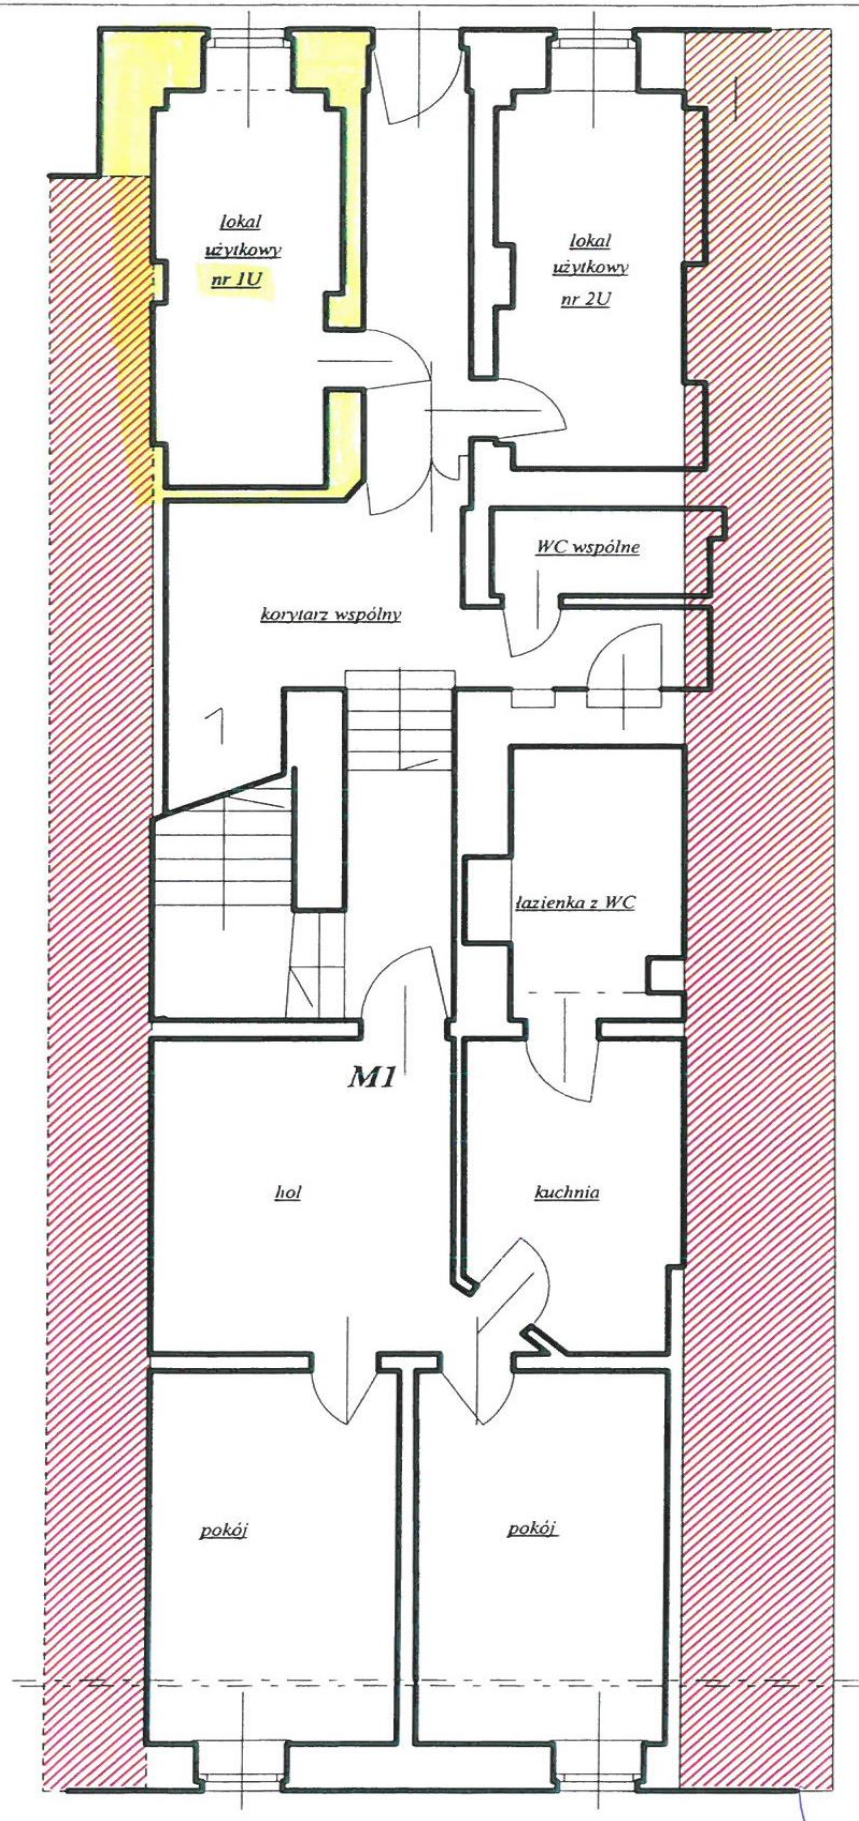 lokal
użytkowy
nr 1U
lokal
użytkowy
nr 2U
WC wspólne
korytarz wspólny
łazienka z WC
M1
hol
kuchnia
pokój
pokój